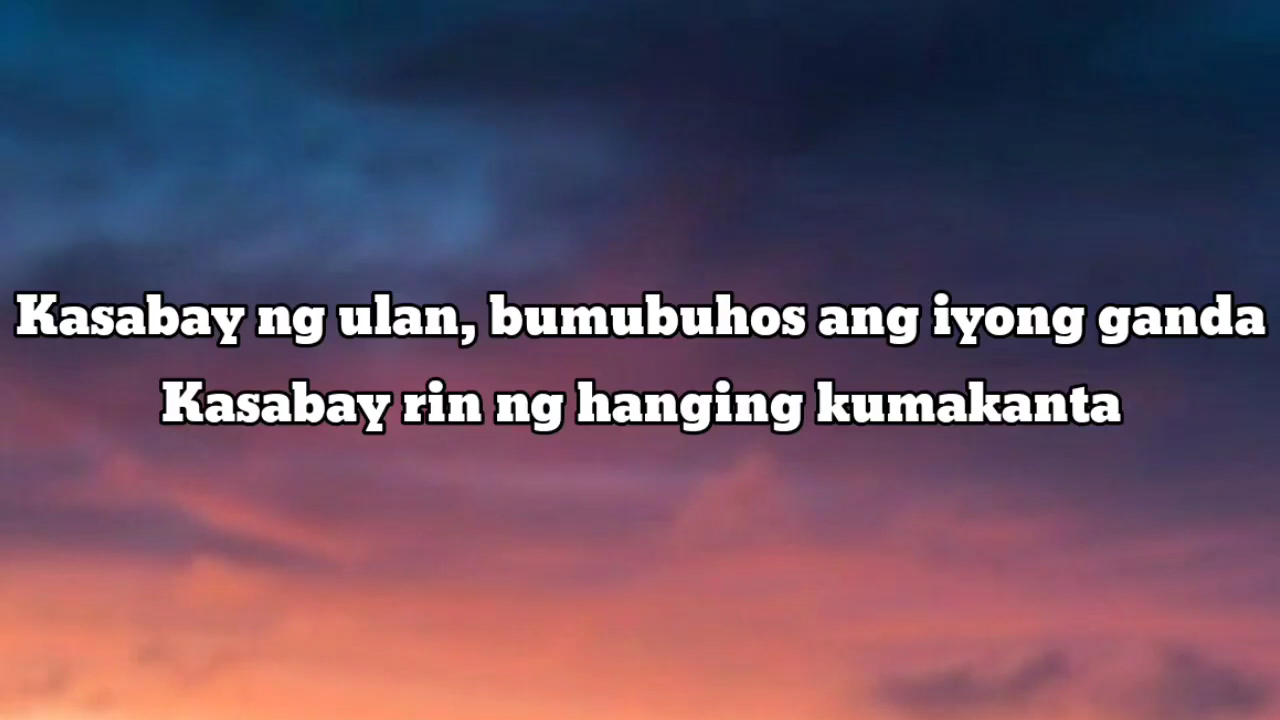 Kasabay ng ulan, bumubuhos ang iyong ganda
Kasabay rin ng hanging kumakanta